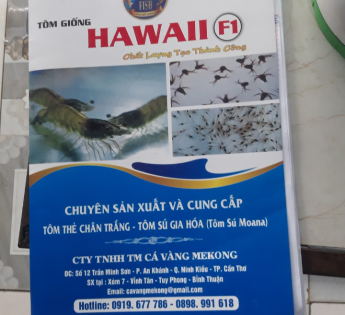 FISH
TÔM GIỐNG
HAWAII F1
Chất Lượng Tạo Thành Công
CHUYÊN SẢN XUẤT VÀ CUNG CẤP
TÔM THẺ CHÂN TRẮNG - TÔM SÚ GIA HÓA (Tôm Sú Moana)
CTY TNHH TM CÁ VÀNG MEKONG
ĐC: Số 12 Trần Minh Sơn - P. An Khánh - Q. Ninh Kiều - TP. Cần Thơ
SX tại : Xóm 7 - Vĩnh Tân - Tuy Phong - Bình Thuận
Email: cavangmekong@gmail.com
Hotline: 0919. 677 786 - 0898. 991 618